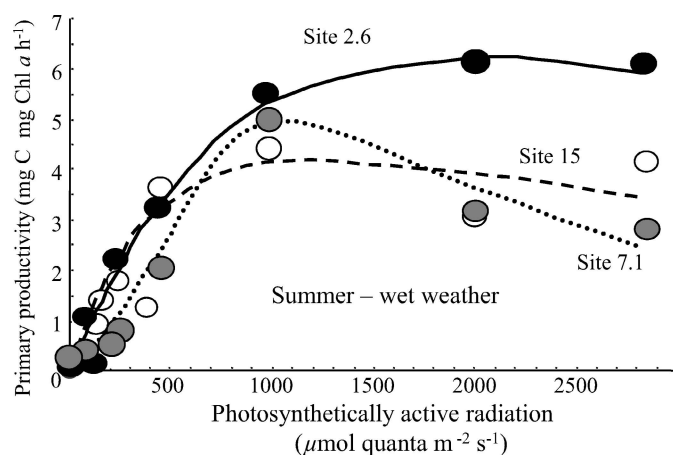 Primary productivity (mg C mg Chl a h⁻¹)
7
6
5
4
3
2
1
0
Site 2.6
Site 15
Site 7.1
Summer – wet weather
500 1000 1500 2000 2500
Photosynthetically active radiation
(µmol quanta m⁻² s⁻¹)